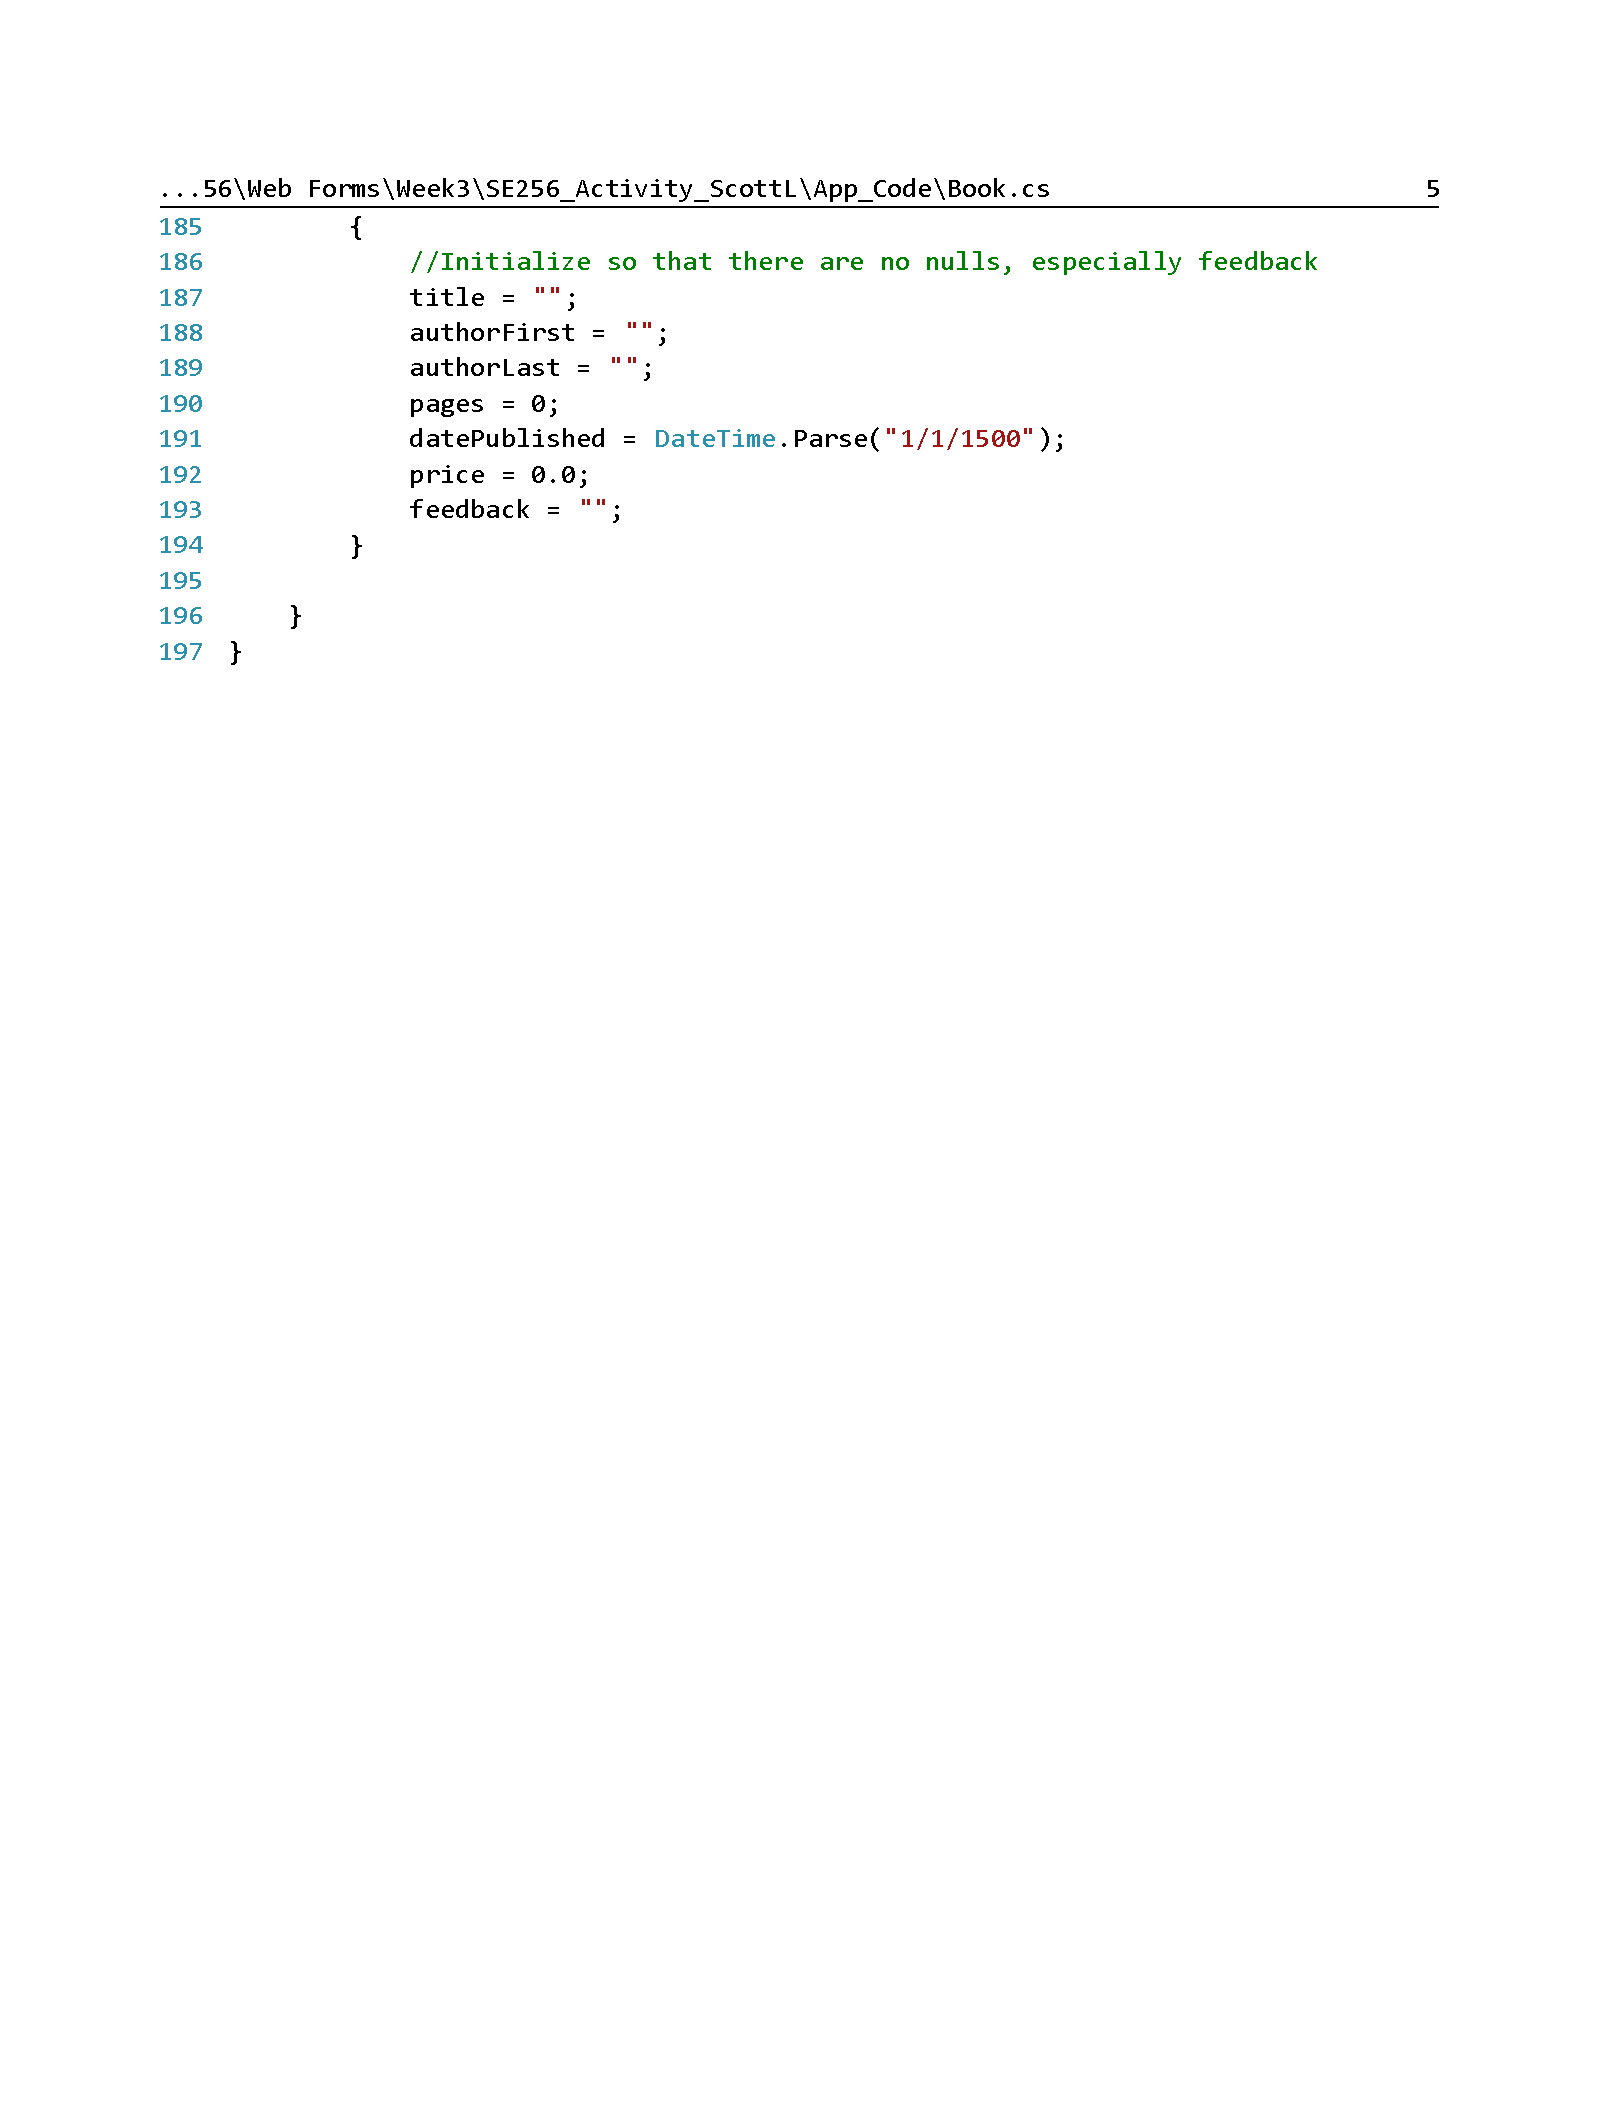 ...56\Web Forms\Week3\SE256_Activity_ScottL\App_Code\Book.cs 5
185 {
186 //Initialize so that there are no nulls, especially feedback
187 title = "";
188 authorFirst = "";
189 authorLast = "";
190 pages = 0;
191 datePublished = DateTime.Parse("1/1/1500");
192 price = 0.0;
193 feedback = "";
194 }
195
196 }
197 }